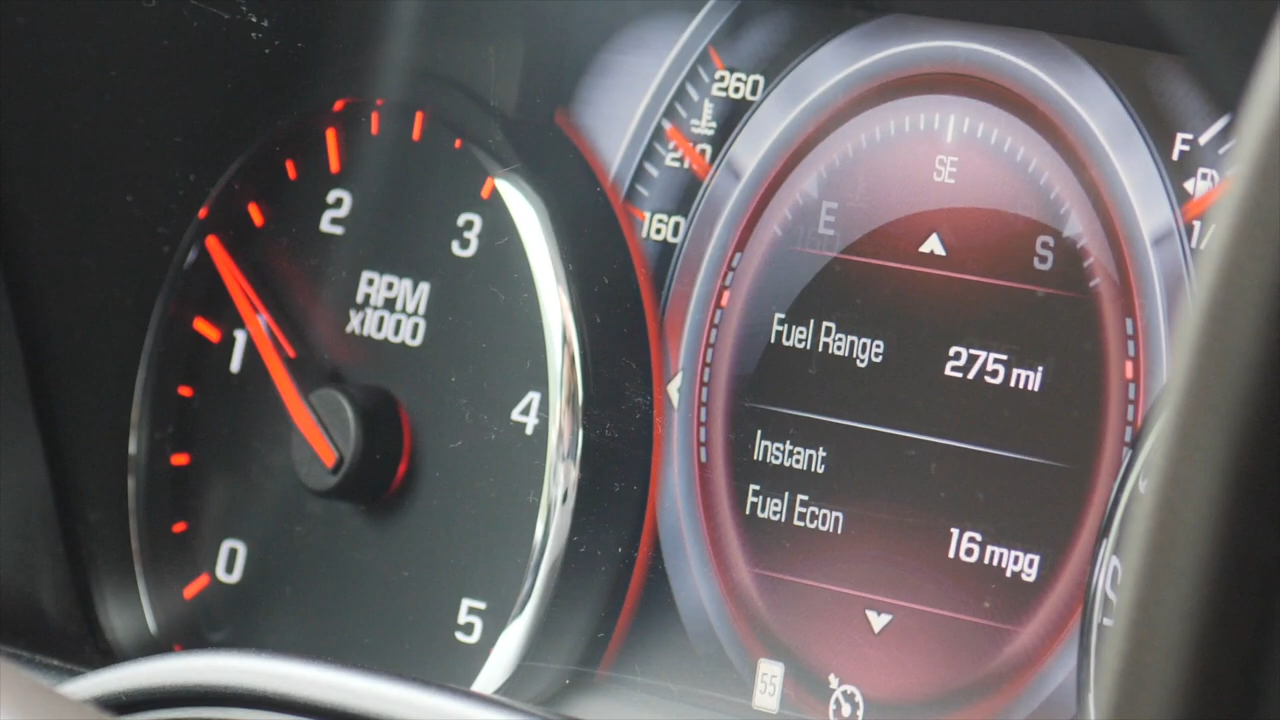 0
1
2
3
4
5
RPM
x1000
260
210
160
E
SE
S
F
1/
Fuel Range 275 mi
Instant
Fuel Econ 16 mpg
55